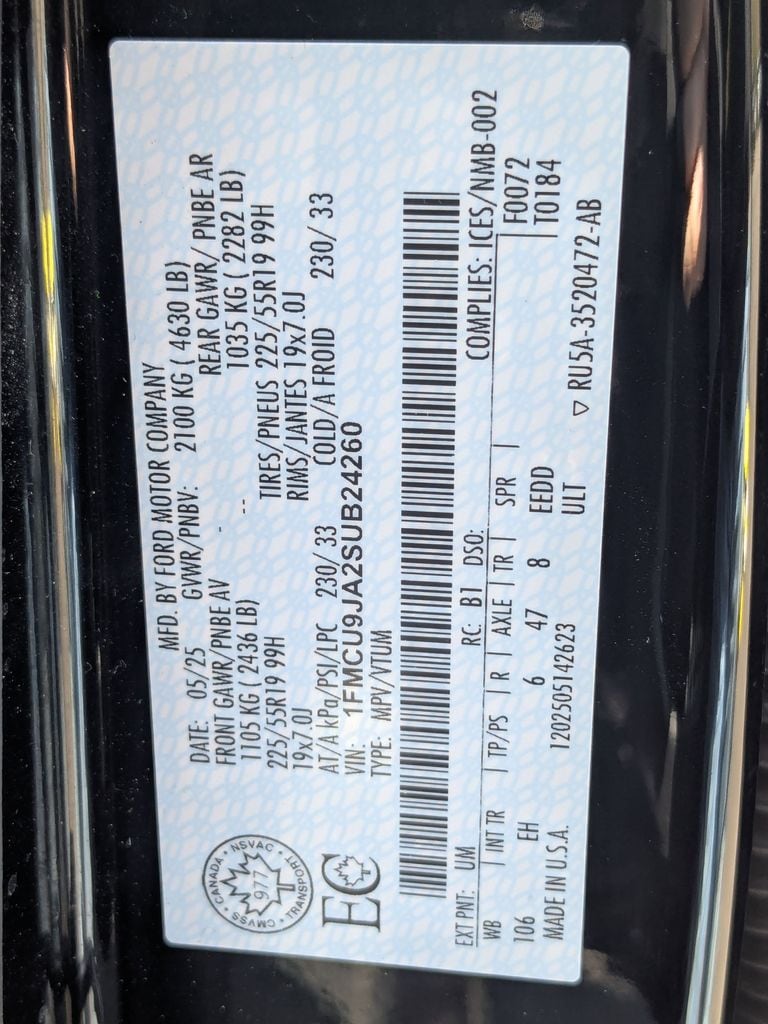 MFD. BY FORD MOTOR COMPANY
DATE: 05/25 GVWR/PNBV: 2100 KG ( 4630 LB)
FRONT GAWR/PNBE AV - REAR GAWR/ PNBE AR
1105 KG (2436 LB) -- 1035 KG ( 2282 LB)
225/55R19 99H TIRES/PNEUS 225/55R19 99H
19x7.0J RIMS/JANTES 19x7.0J
AT/A kPa/PSI/LPC 230/ 33 COLD/A FROID 230/ 33
VIN: 1FMCU9JA2SUB24260
TYPE: MPV/VTUM
CANADA • NSVAC • TRANSPORT • CMVSS •
977
EC
EXT PNT: UM RC: B1 DSO: COMPLIES: ICES/NMB-002
WB | INT TR | TP/PS | R | AXLE | TR | SPR | F0072
106 EH 6 47 8 EEDD T0184
MADE IN U.S.A. 1202505142623 ULT
▽ RU5A-3520472-AB